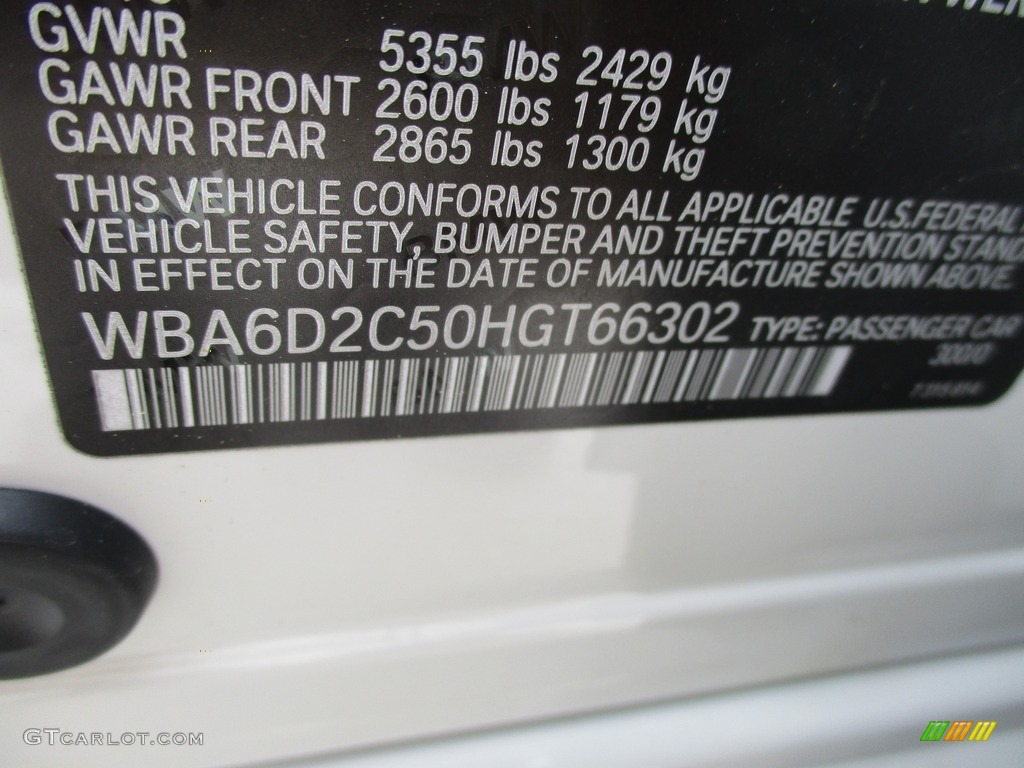 GVWR 5355 lbs 2429 kg
GAWR FRONT 2600 lbs 1179 kg
GAWR REAR 2865 lbs 1300 kg
THIS VEHICLE CONFORMS TO ALL APPLICABLE U.S.FEDERAL
VEHICLE SAFETY, BUMPER AND THEFT PREVENTION STAND
IN EFFECT ON THE DATE OF MANUFACTURE SHOWN ABOVE.
WBA6D2C50HGT66302 TYPE: PASSENGER CAR
GTCARLOT.COM